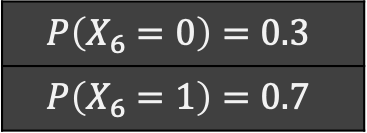 P(X₆ = 0) = 0.3
P(X₆ = 1) = 0.7